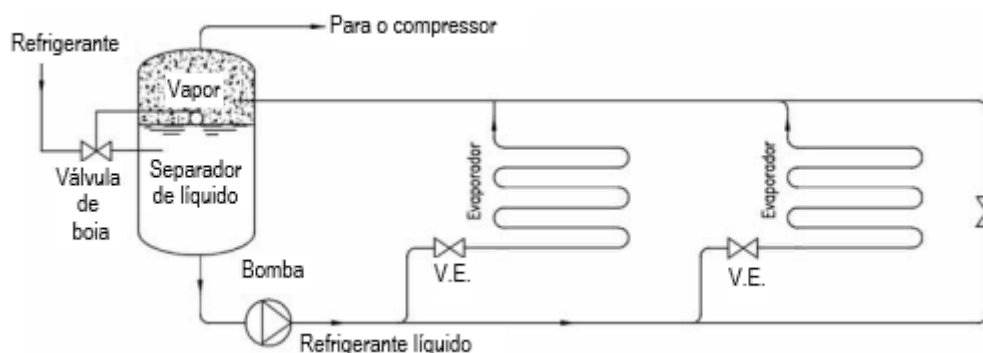 Para o compressor
Refrigerante
Vapor
Separador
de líquido
Válvula
de
boia
Evaporador
Evaporador
V.E.
V.E.
Bomba
Refrigerante líquido